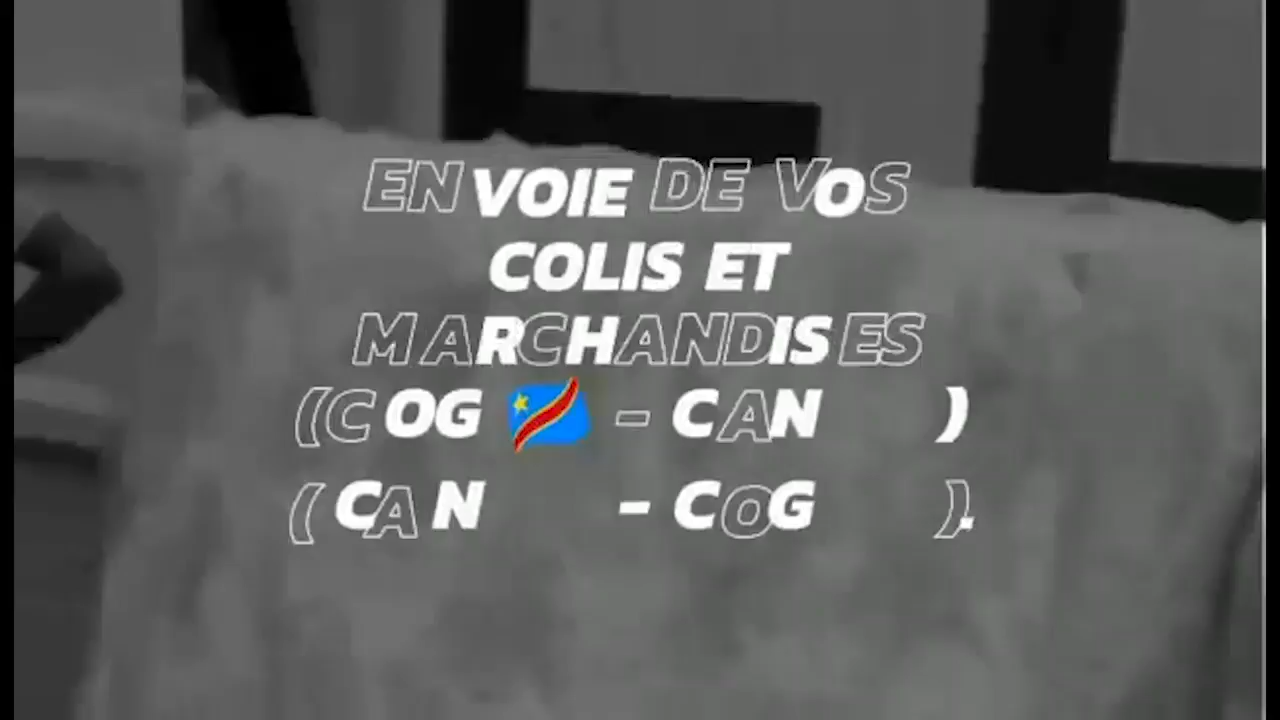 ENVOIE DE VOS
COLIS ET
MARCHANDISES
(COG 🇨🇩 - CAN )
(CAN - COG ).